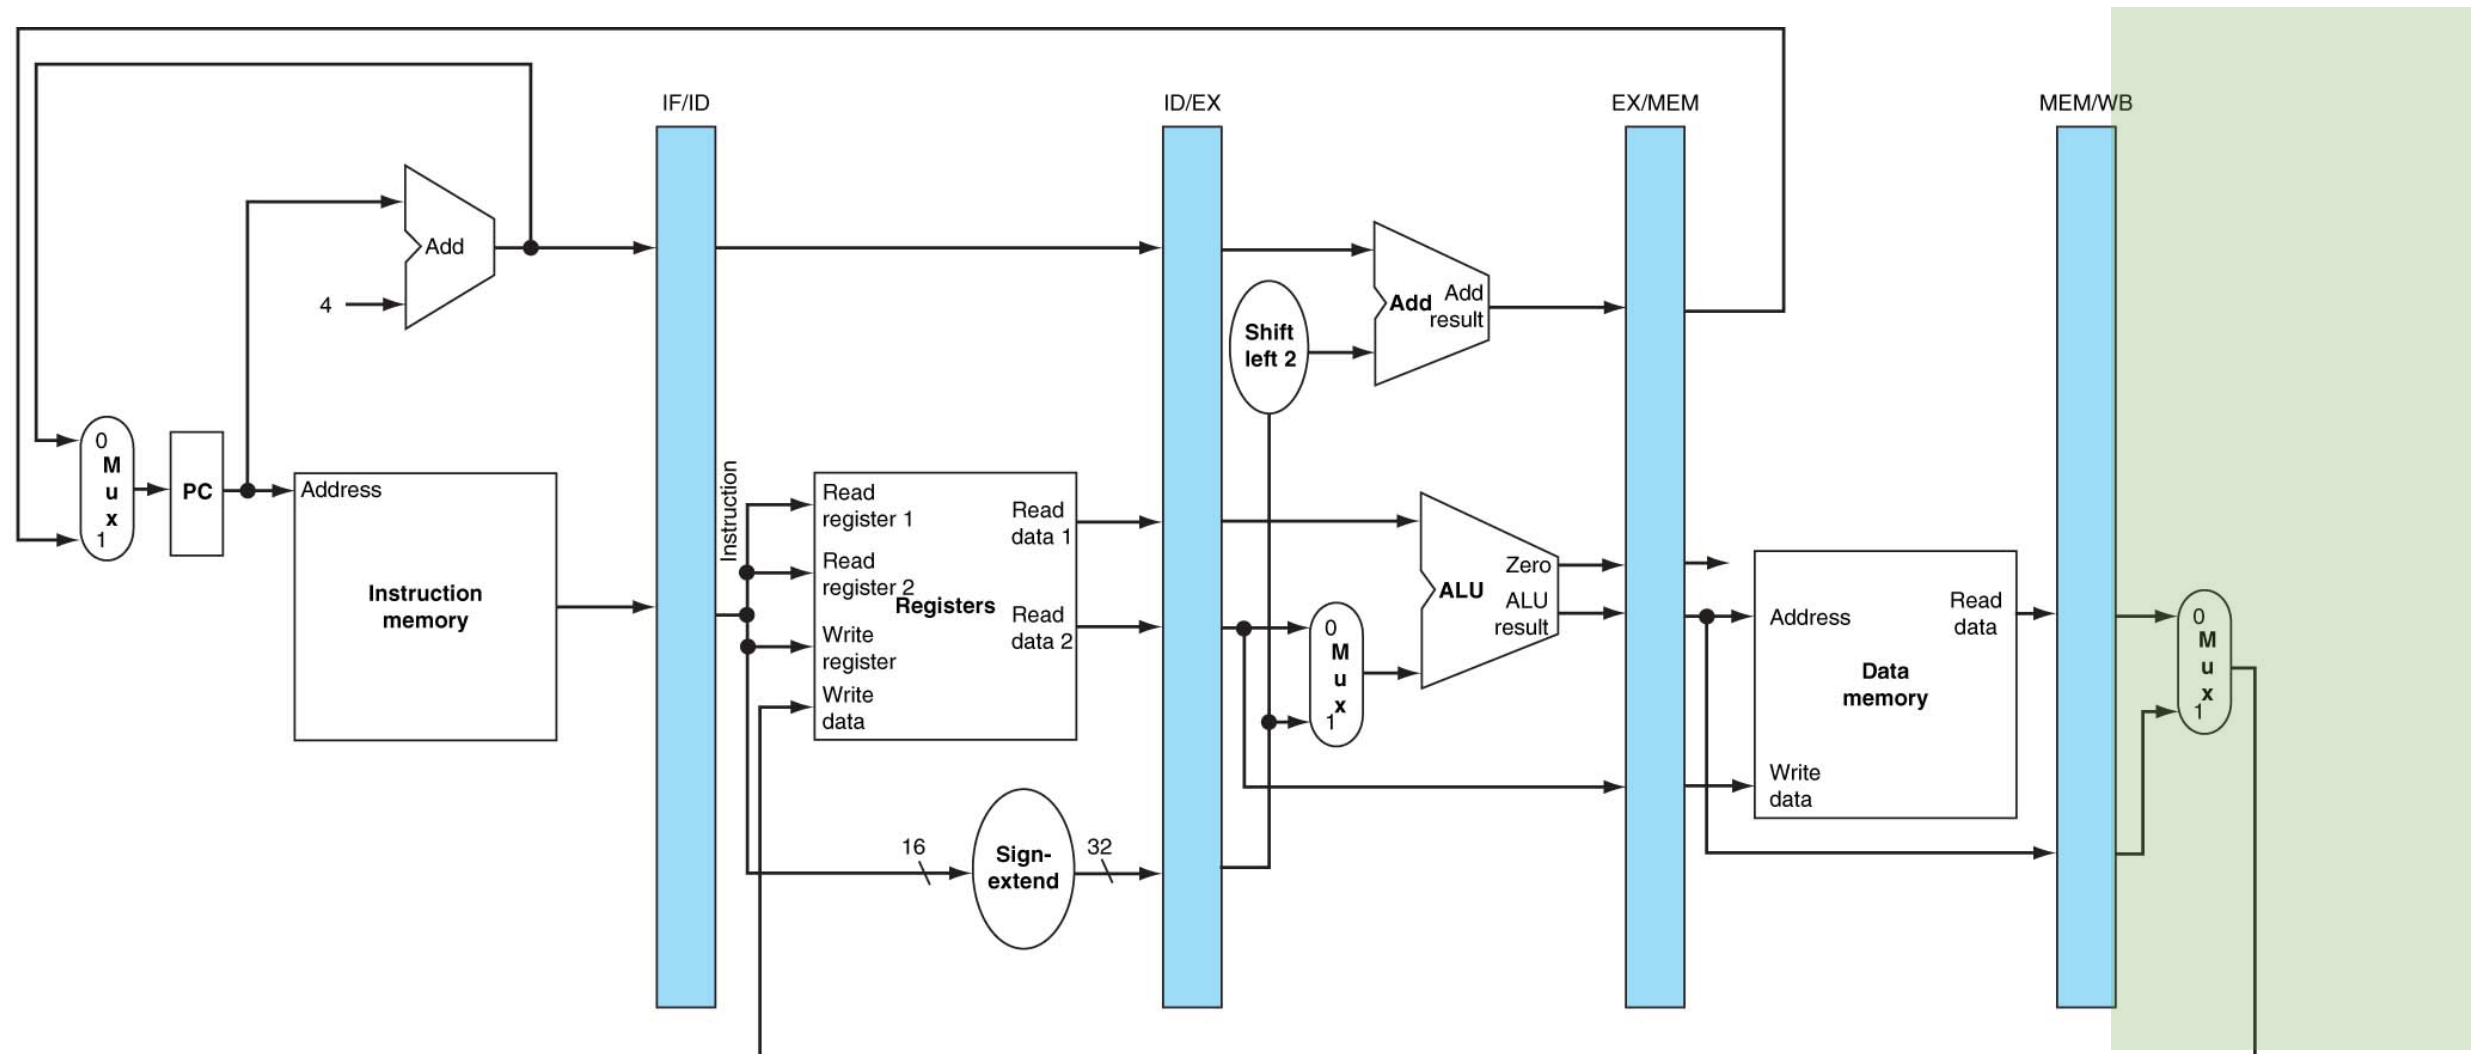 IF/ID
ID/EX
EX/MEM
MEM/WB
Add
4
Add
Add
result
Shift
left 2
0
M
u
x
1
PC
Address
Instruction
memory
Instruction
Read
register 1
Read
register 2
Write
register
Write
data
Registers
Read
data 1
Read
data 2
16
Sign-
extend
32
0
M
u
x
1
ALU
Zero
ALU
result
Address
Read
data
Data
memory
Write
data
0
M
u
x
1